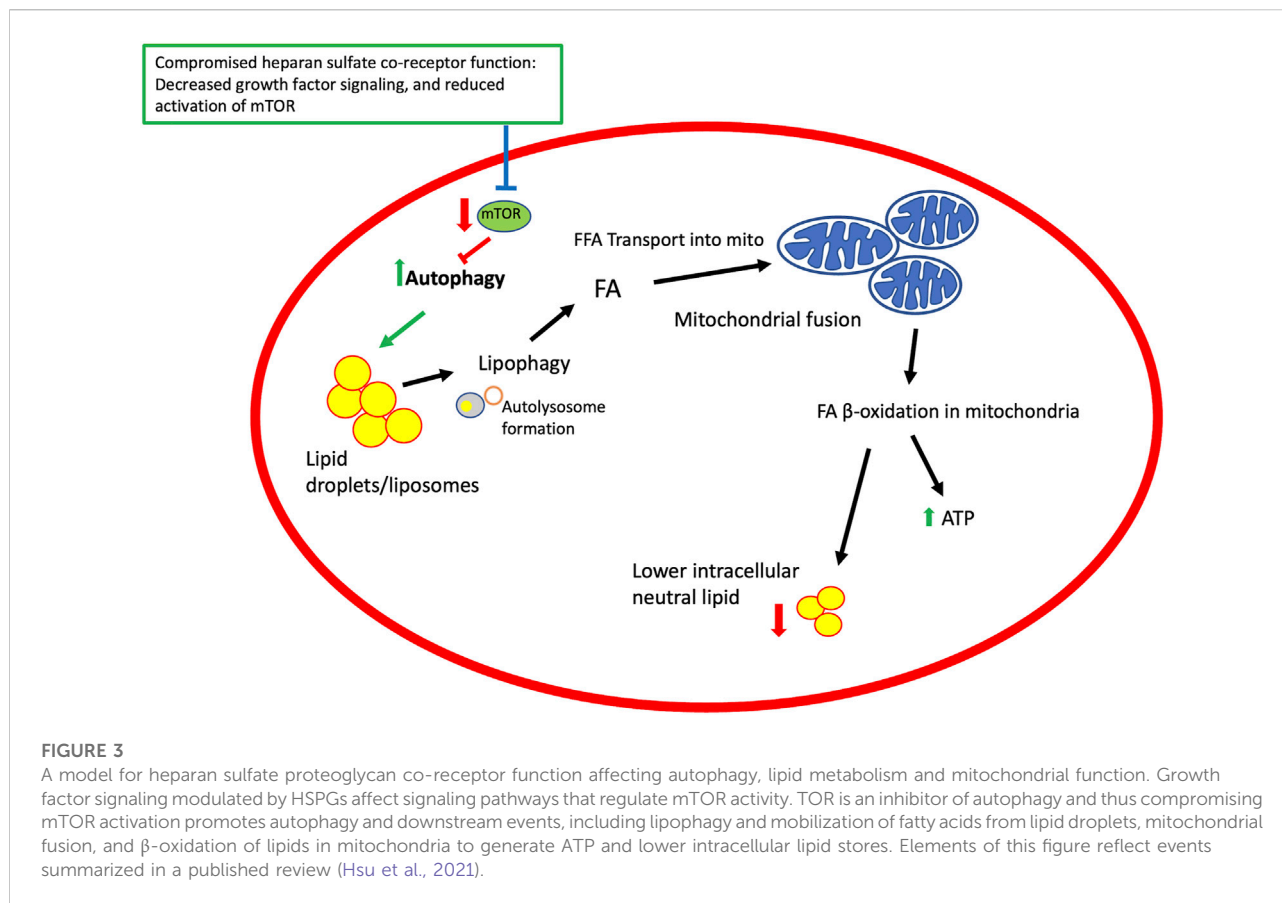 Compromised heparan sulfate co-receptor function:
Decreased growth factor signaling, and reduced
activation of mTOR
mTOR
Autophagy
FFA Transport into mito
FA
Mitochondrial fusion
Lipophagy
Autolysosome
formation
Lipid
droplets/liposomes
FA β-oxidation in mitochondria
ATP
Lower intracellular
neutral lipid
FIGURE 3
A model for heparan sulfate proteoglycan co-receptor function affecting autophagy, lipid metabolism and mitochondrial function. Growth
factor signaling modulated by HSPGs affect signaling pathways that regulate mTOR activity. TOR is an inhibitor of autophagy and thus compromising
mTOR activation promotes autophagy and downstream events, including lipophagy and mobilization of fatty acids from lipid droplets, mitochondrial
fusion, and β-oxidation of lipids in mitochondria to generate ATP and lower intracellular lipid stores. Elements of this figure reflect events
summarized in a published review (Hsu et al., 2021).